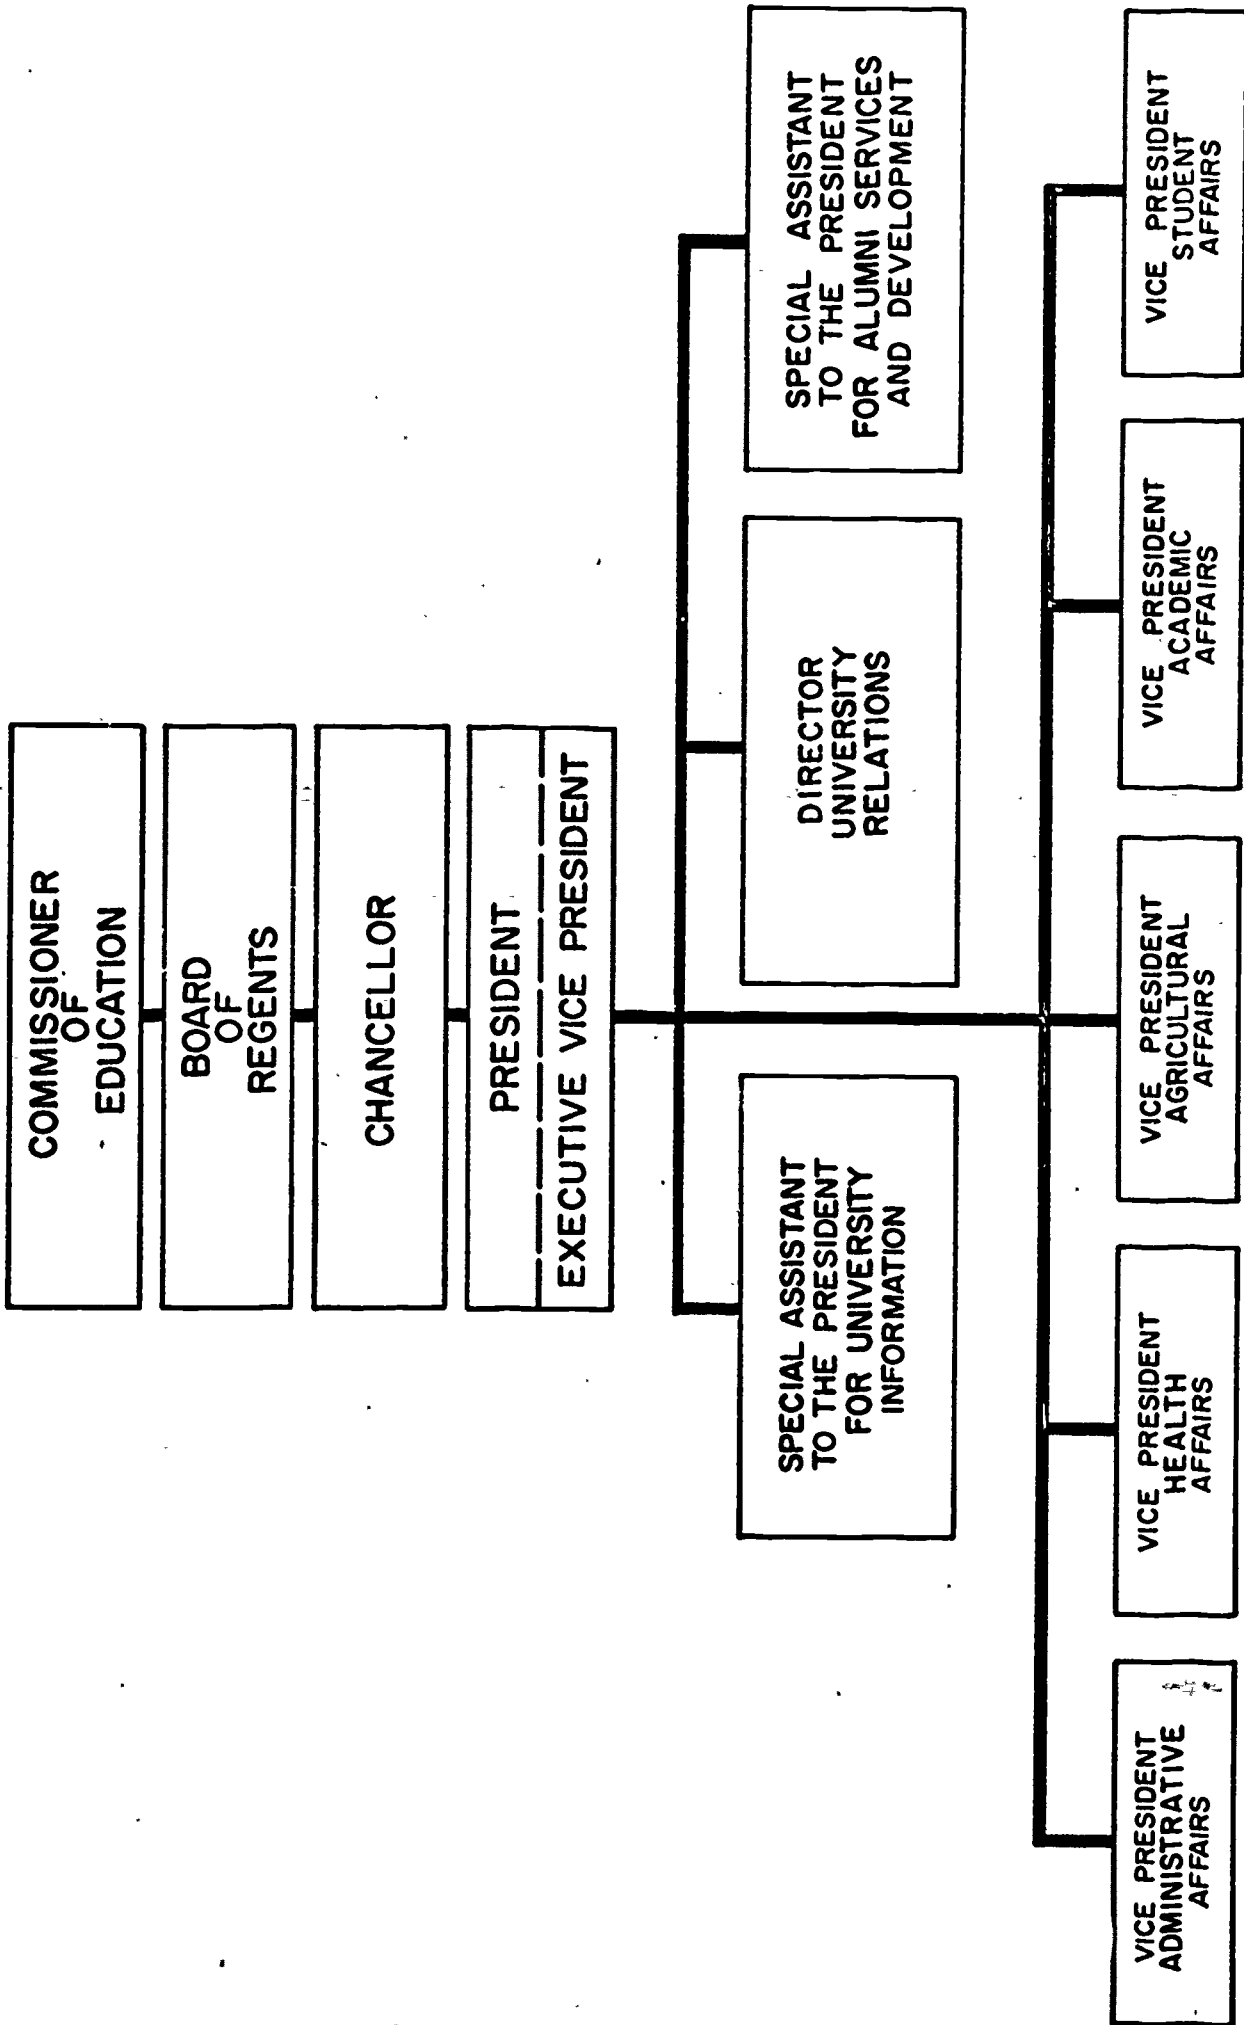 COMMISSIONER
OF
EDUCATION
BOARD
OF
REGENTS
CHANCELLOR
PRESIDENT
EXECUTIVE VICE PRESIDENT
SPECIAL ASSISTANT
TO THE PRESIDENT
FOR UNIVERSITY
INFORMATION
DIRECTOR
UNIVERSITY
RELATIONS
SPECIAL ASSISTANT
TO THE PRESIDENT
FOR ALUMNI SERVICES
AND DEVELOPMENT
VICE PRESIDENT
ADMINISTRATIVE
AFFAIRS
VICE PRESIDENT
HEALTH
AFFAIRS
VICE PRESIDENT
AGRICULTURAL
AFFAIRS
VICE PRESIDENT
ACADEMIC
AFFAIRS
VICE PRESIDENT
STUDENT
AFFAIRS